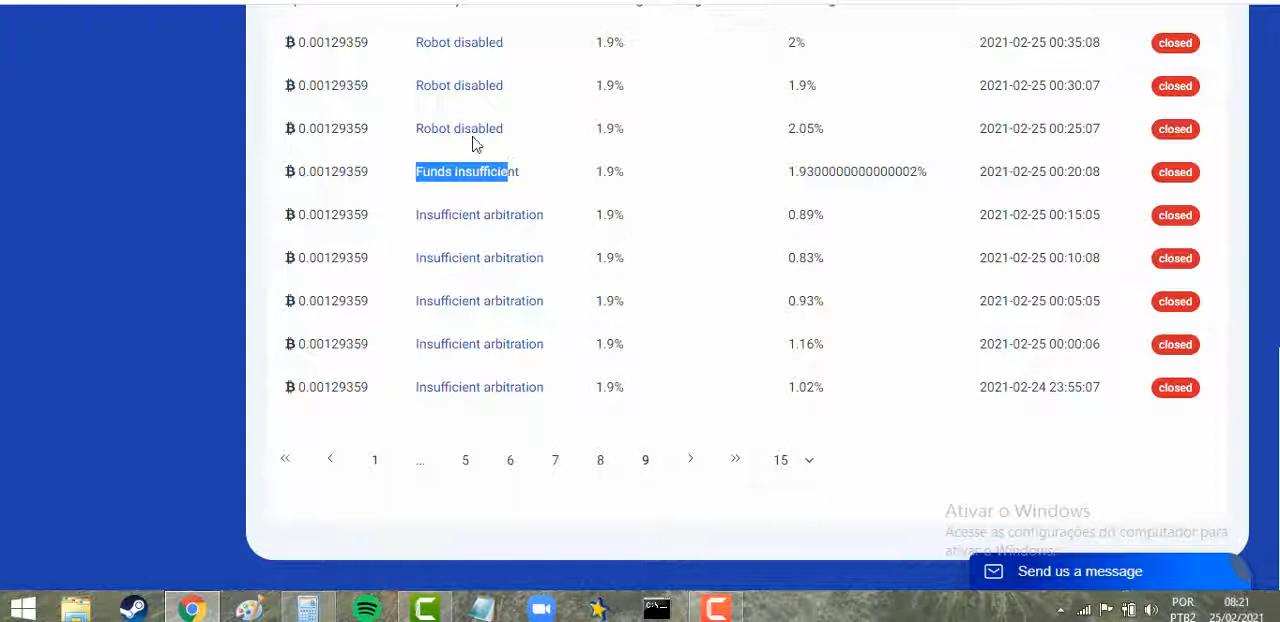 ₿ 0.00129359 Robot disabled 1.9% 2% 2021-02-25 00:35:08 closed
₿ 0.00129359 Robot disabled 1.9% 1.9% 2021-02-25 00:30:07 closed
₿ 0.00129359 Robot disabled 1.9% 2.05% 2021-02-25 00:25:07 closed
₿ 0.00129359 Funds insufficient 1.9% 1.9300000000000002% 2021-02-25 00:20:08 closed
₿ 0.00129359 Insufficient arbitration 1.9% 0.89% 2021-02-25 00:15:05 closed
₿ 0.00129359 Insufficient arbitration 1.9% 0.83% 2021-02-25 00:10:08 closed
₿ 0.00129359 Insufficient arbitration 1.9% 0.93% 2021-02-25 00:05:05 closed
₿ 0.00129359 Insufficient arbitration 1.9% 1.16% 2021-02-25 00:00:06 closed
₿ 0.00129359 Insufficient arbitration 1.9% 1.02% 2021-02-24 23:55:07 closed
« ‹ 1 ... 5 6 7 8 9 › » 15
Ativar o Windows
Acesse as configurações do computador para
ativar o Windows.
Send us a message
POR 08:21
PTB2 25/02/2021